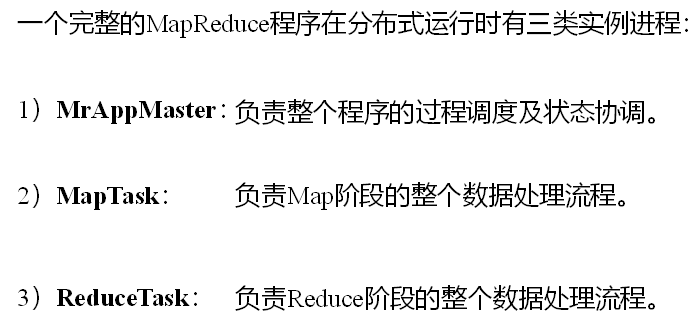 一个完整的MapReduce程序在分布式运行时有三类实例进程：
1）MrAppMaster：负责整个程序的过程调度及状态协调。
2）MapTask： 负责Map阶段的整个数据处理流程。
3）ReduceTask： 负责Reduce阶段的整个数据处理流程。